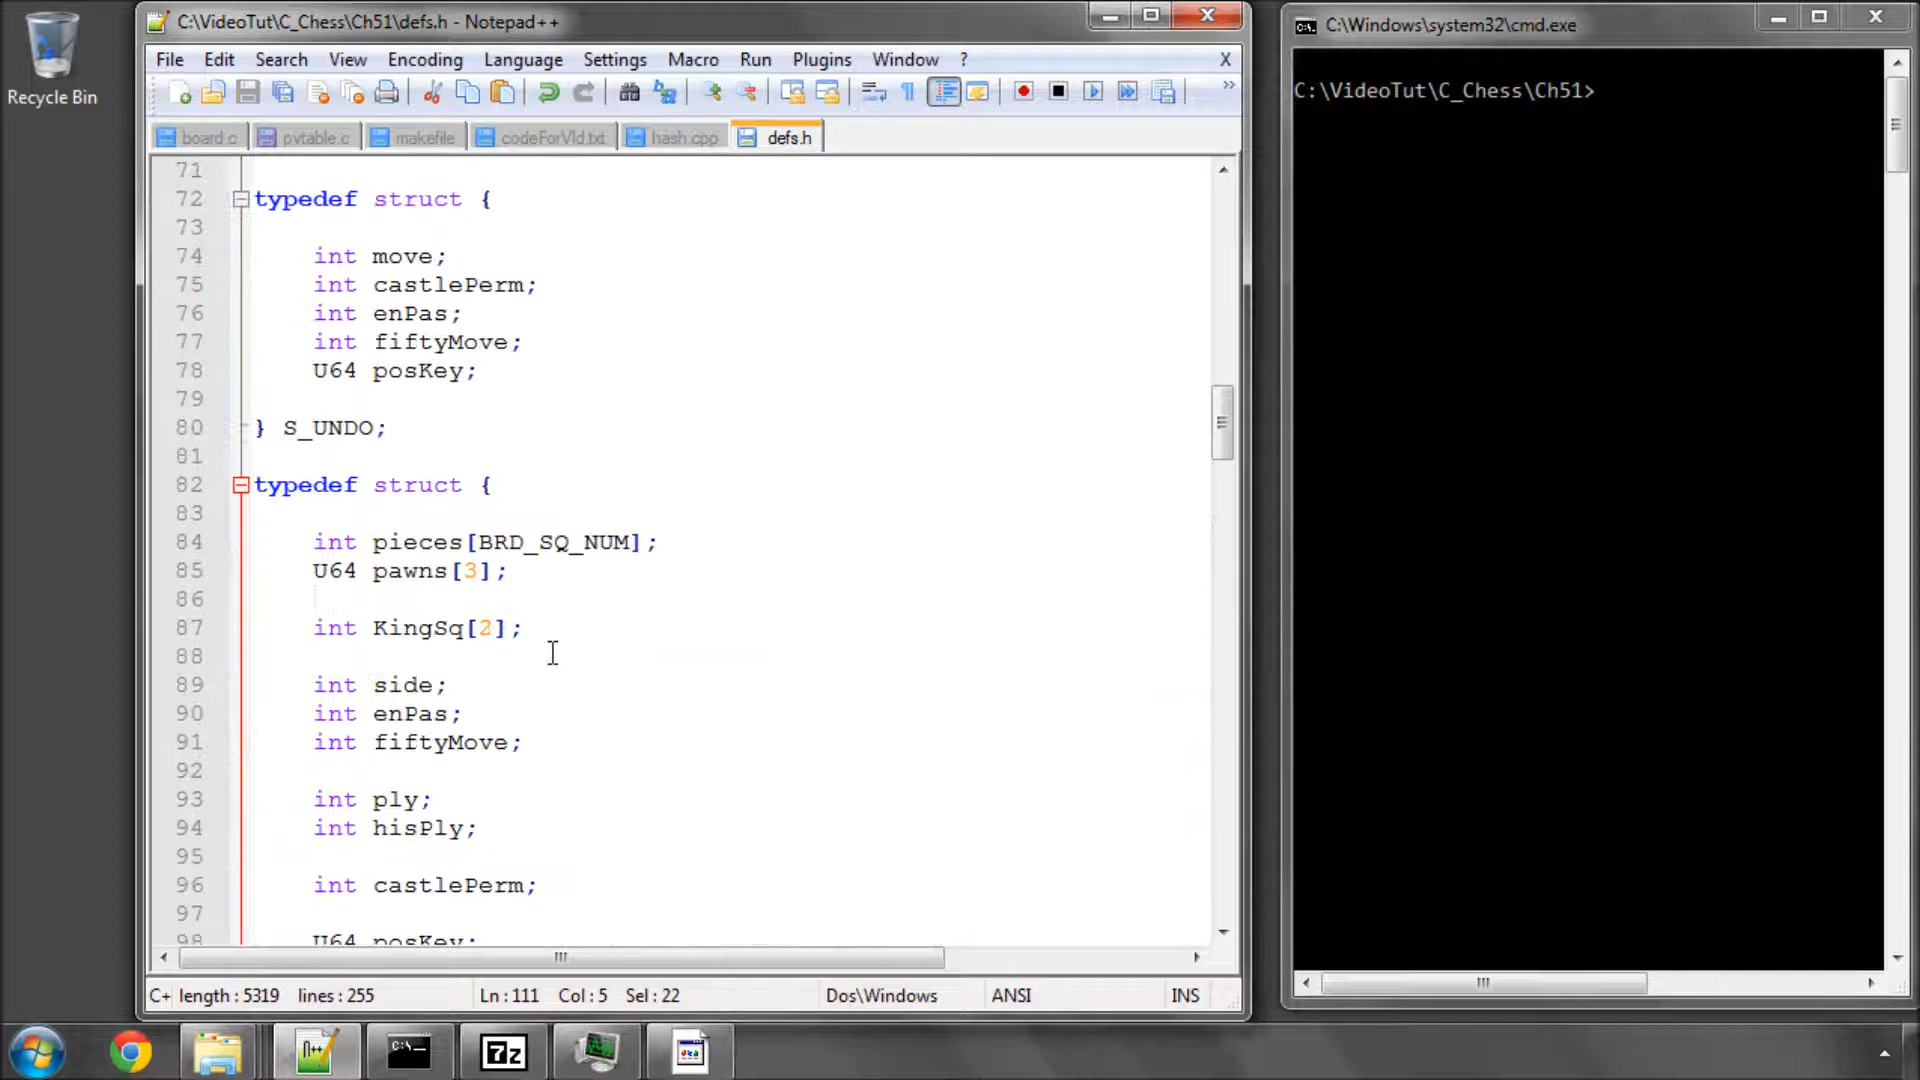 C:\VideoTut\C_Chess\Ch51\defs.h - Notepad++
File Edit Search View Encoding Language Settings Macro Run Plugins Window ? X
board.c pvtable.c makefile codeForVid.txt hash.cpp defs.h
71
72 typedef struct {
73
74 int move;
75 int castlePerm;
76 int enPas;
77 int fiftyMove;
78 U64 posKey;
79
80 } S_UNDO;
81
82 typedef struct {
83
84 int pieces[BRD_SQ_NUM];
85 U64 pawns[3];
86
87 int KingSq[2];
88
89 int side;
90 int enPas;
91 int fiftyMove;
92
93 int ply;
94 int hisPly;
95
96 int castlePerm;
97
98 U64 posKey;
C+ length : 5319 lines : 255 Ln : 111 Col : 5 Sel : 22 Dos\Windows ANSI INS
Recycle Bin
C:\Windows\system32\cmd.exe
C:\VideoTut\C_Chess\Ch51>
7z